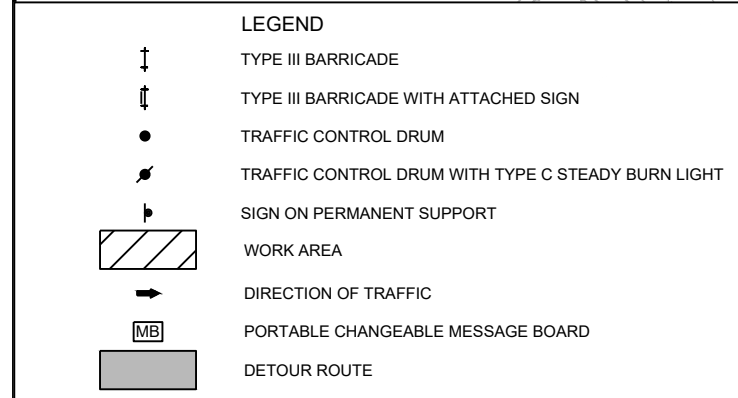 LEGEND
TYPE III BARRICADE
TYPE III BARRICADE WITH ATTACHED SIGN
TRAFFIC CONTROL DRUM
TRAFFIC CONTROL DRUM WITH TYPE C STEADY BURN LIGHT
SIGN ON PERMANENT SUPPORT
WORK AREA
DIRECTION OF TRAFFIC
MB PORTABLE CHANGEABLE MESSAGE BOARD
DETOUR ROUTE